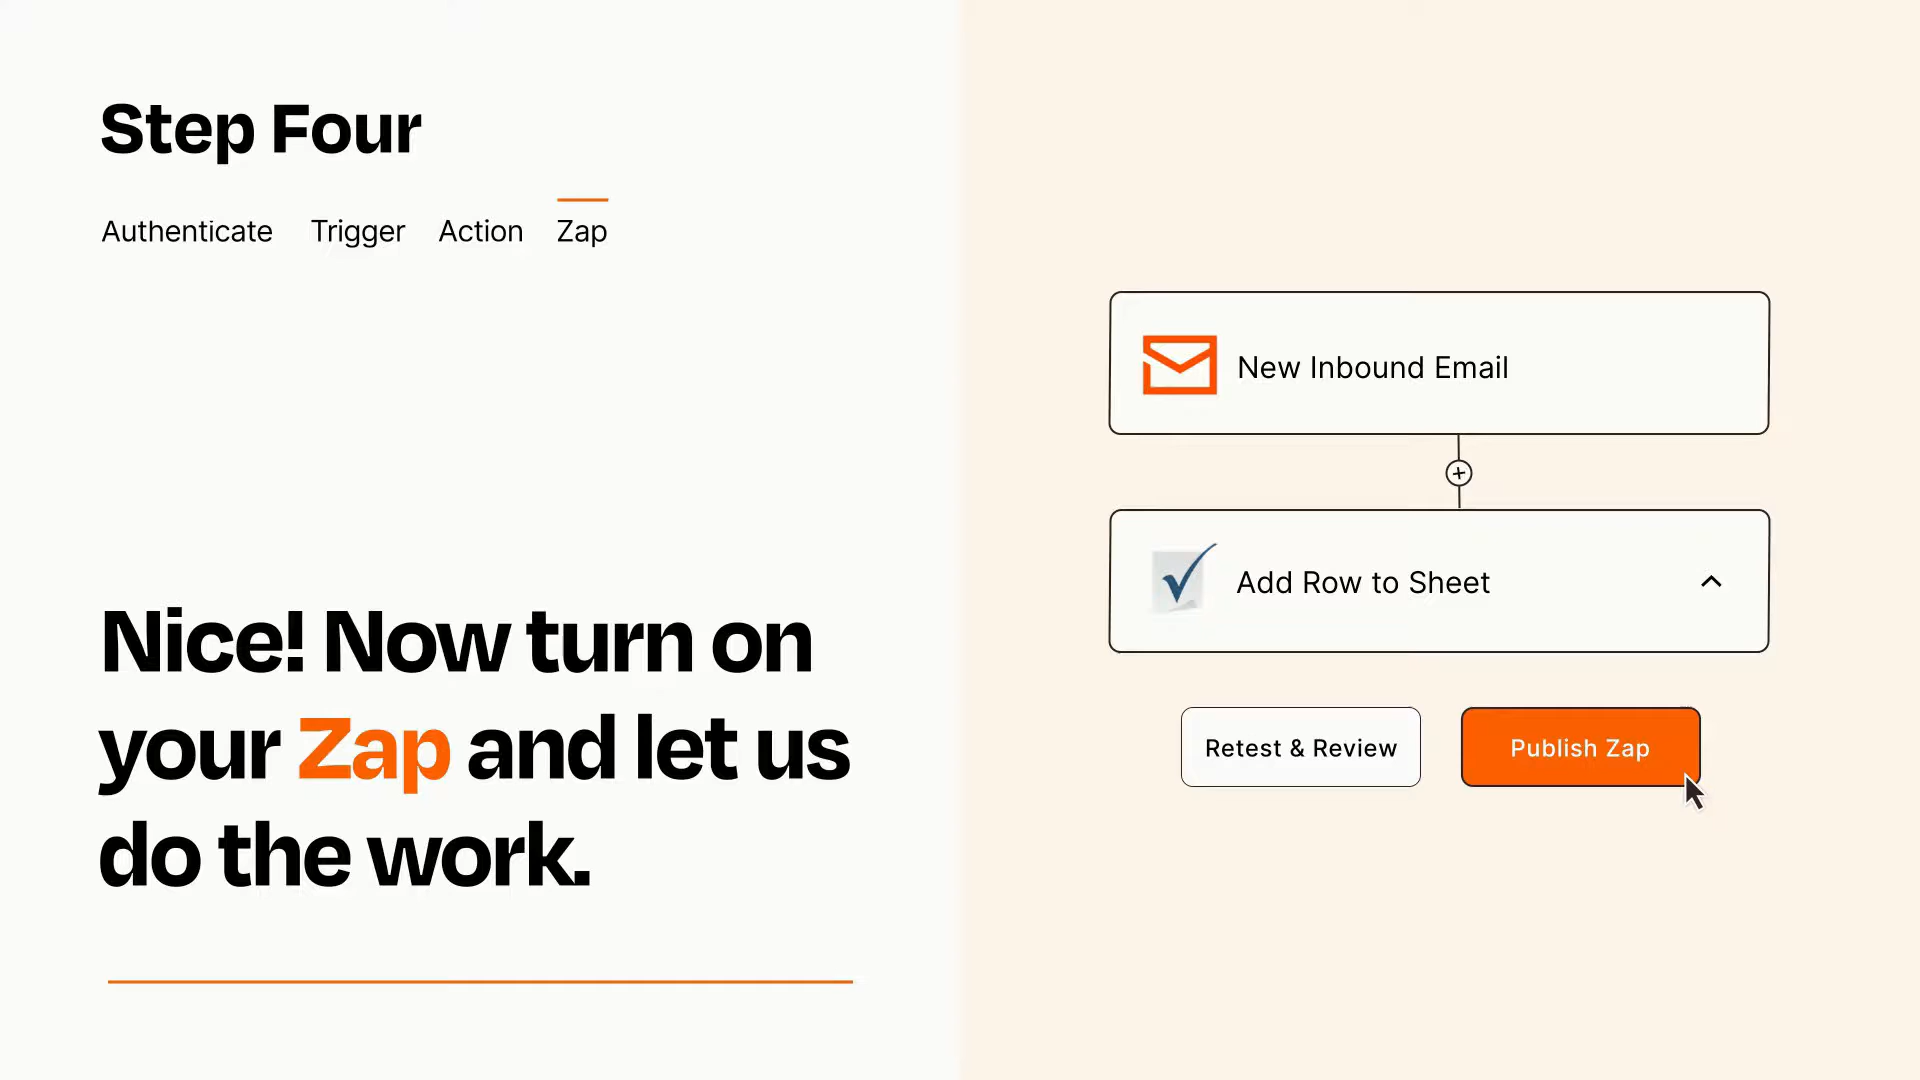 Step Four
Authenticate Trigger Action Zap
Nice! Now turn on
your Zap and let us
do the work.
New Inbound Email
Add Row to Sheet
Retest & Review
Publish Zap